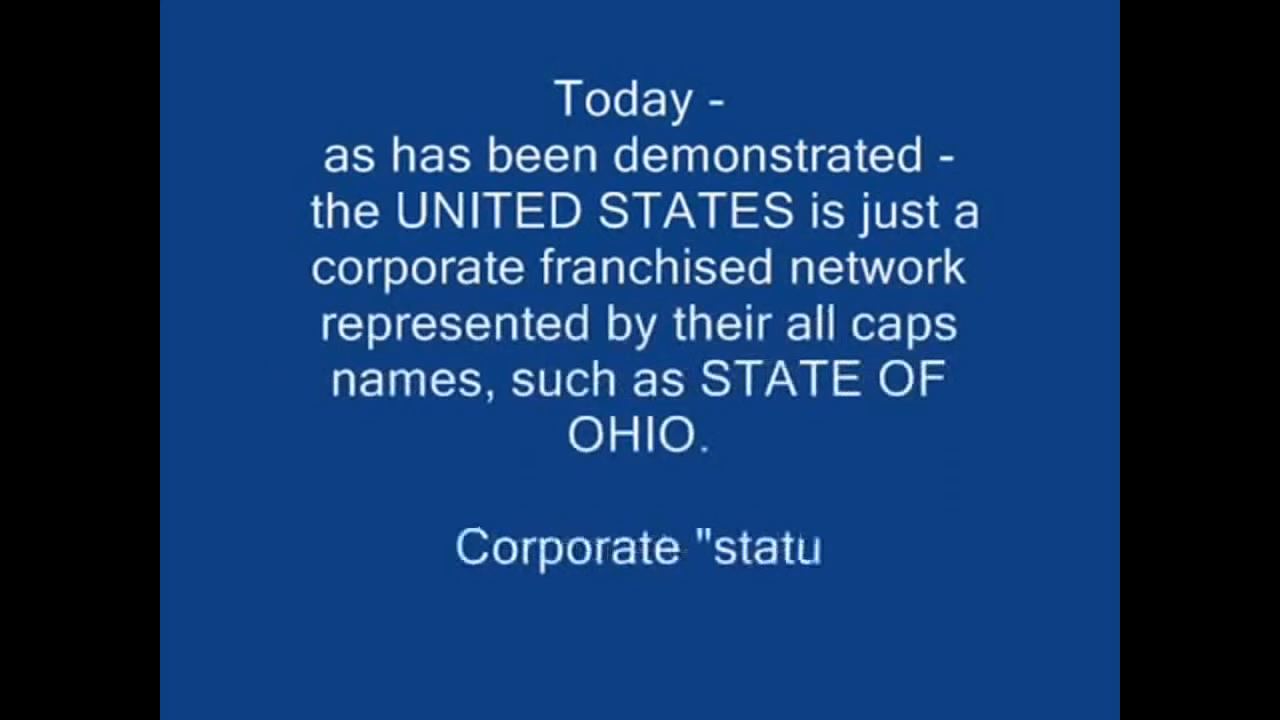 Today -
as has been demonstrated -
the UNITED STATES is just a
corporate franchised network
represented by their all caps
names, such as STATE OF
OHIO.
Corporate "statu